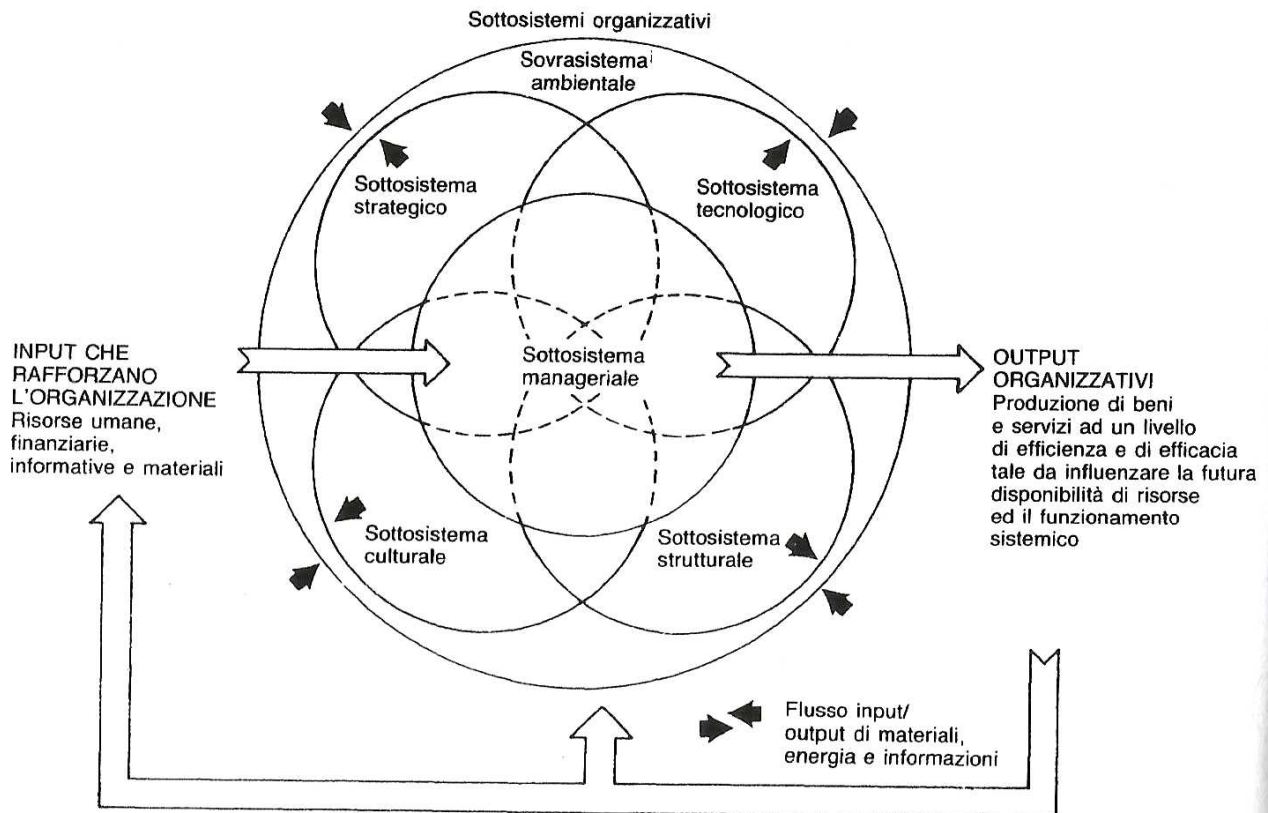 Sottosistemi organizzativi
Sovrasistema
ambientale
Sottosistema
strategico
Sottosistema
tecnologico
INPUT CHE
RAFFORZANO
L'ORGANIZZAZIONE
Risorse umane,
finanziarie,
informative e materiali
Sottosistema
manageriale
OUTPUT
ORGANIZZATIVI
Produzione di beni
e servizi ad un livello
di efficienza e di efficacia
tale da influenzare la futura
disponibilità di risorse
ed il funzionamento
sistemico
Sottosistema
culturale
Sottosistema
strutturale
Flusso input/
output di materiali,
energia e informazioni